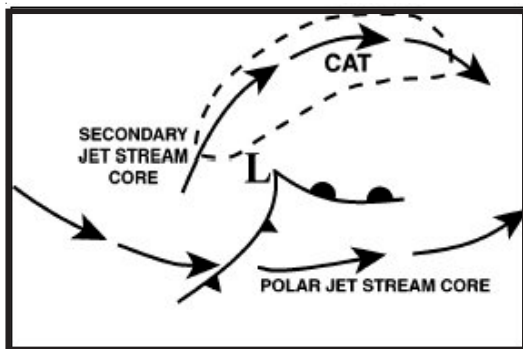 CAT
SECONDARY
JET STREAM
CORE
L
POLAR JET STREAM CORE